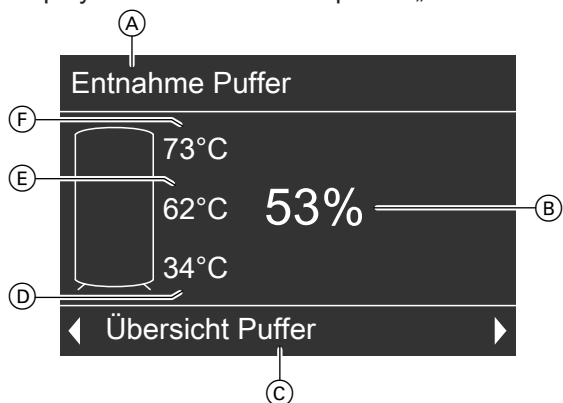 A
Entnahme Puffer
F
73°C
E
62°C 53% B
34°C
D
Übersicht Puffer
C